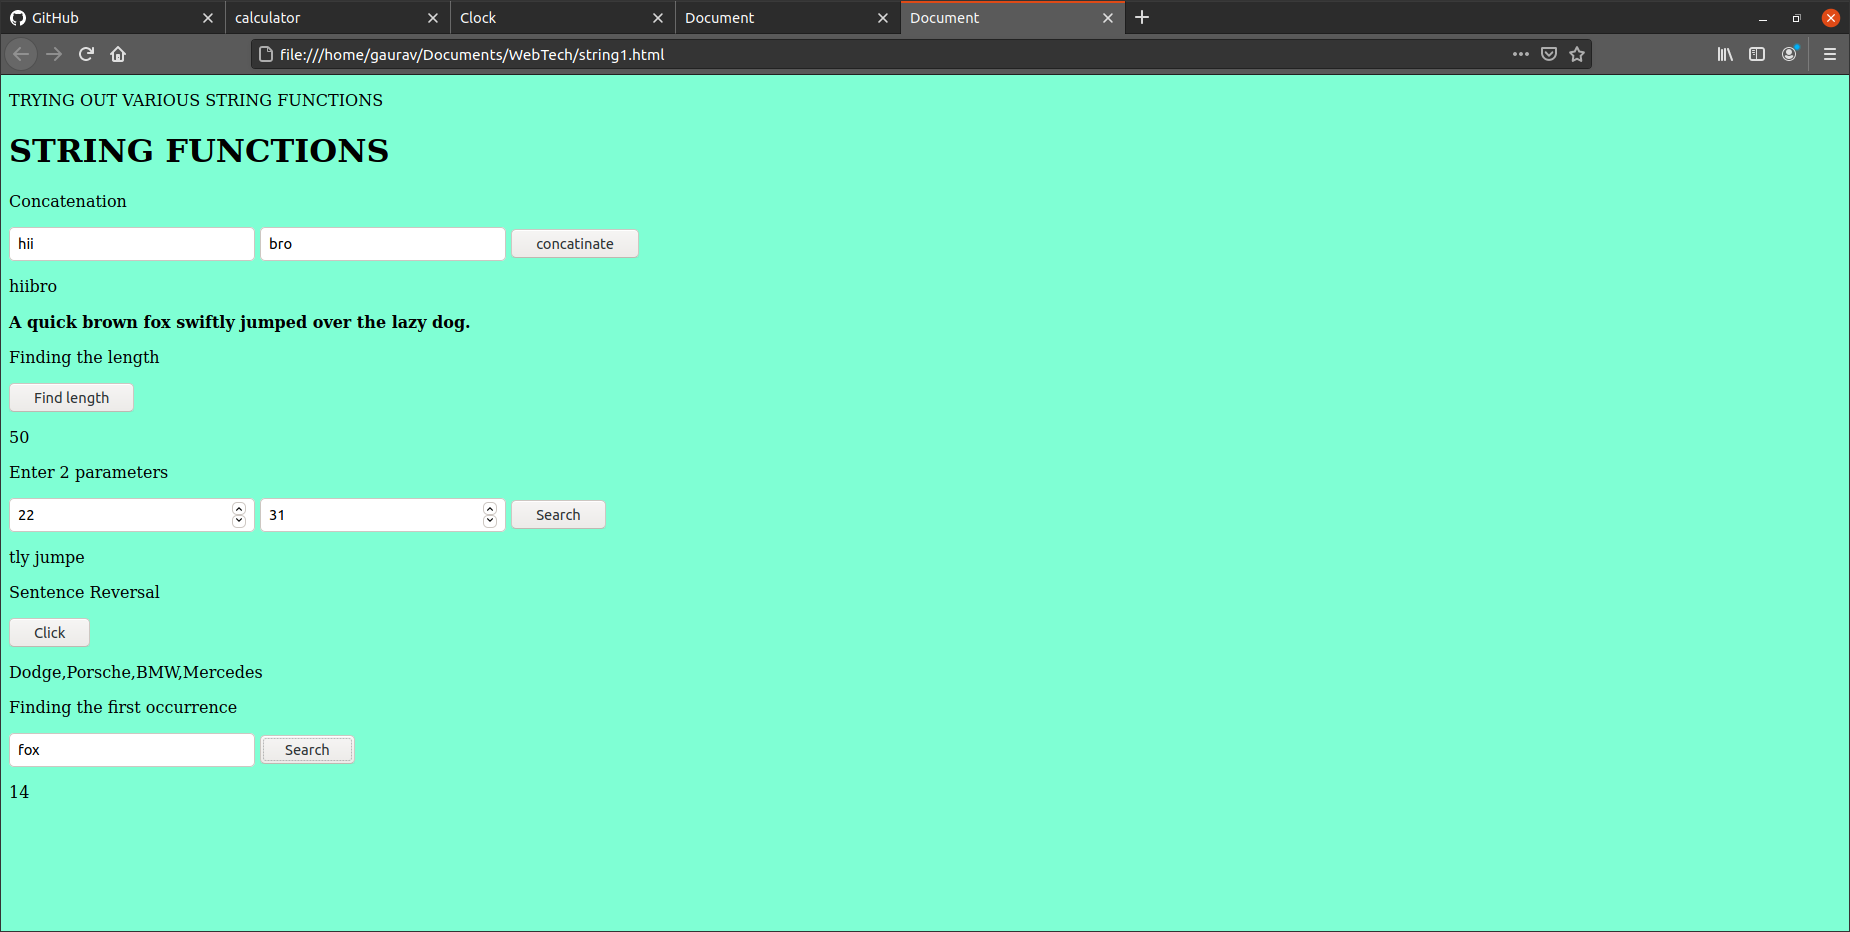 GitHub calculator Clock Document Document
file:///home/gaurav/Documents/WebTech/string1.html
TRYING OUT VARIOUS STRING FUNCTIONS
STRING FUNCTIONS
Concatenation
hii bro concatinate
hiibro
A quick brown fox swiftly jumped over the lazy dog.
Finding the length
Find length
50
Enter 2 parameters
22 31 Search
tly jumpe
Sentence Reversal
Click
Dodge,Porsche,BMW,Mercedes
Finding the first occurrence
fox Search
14